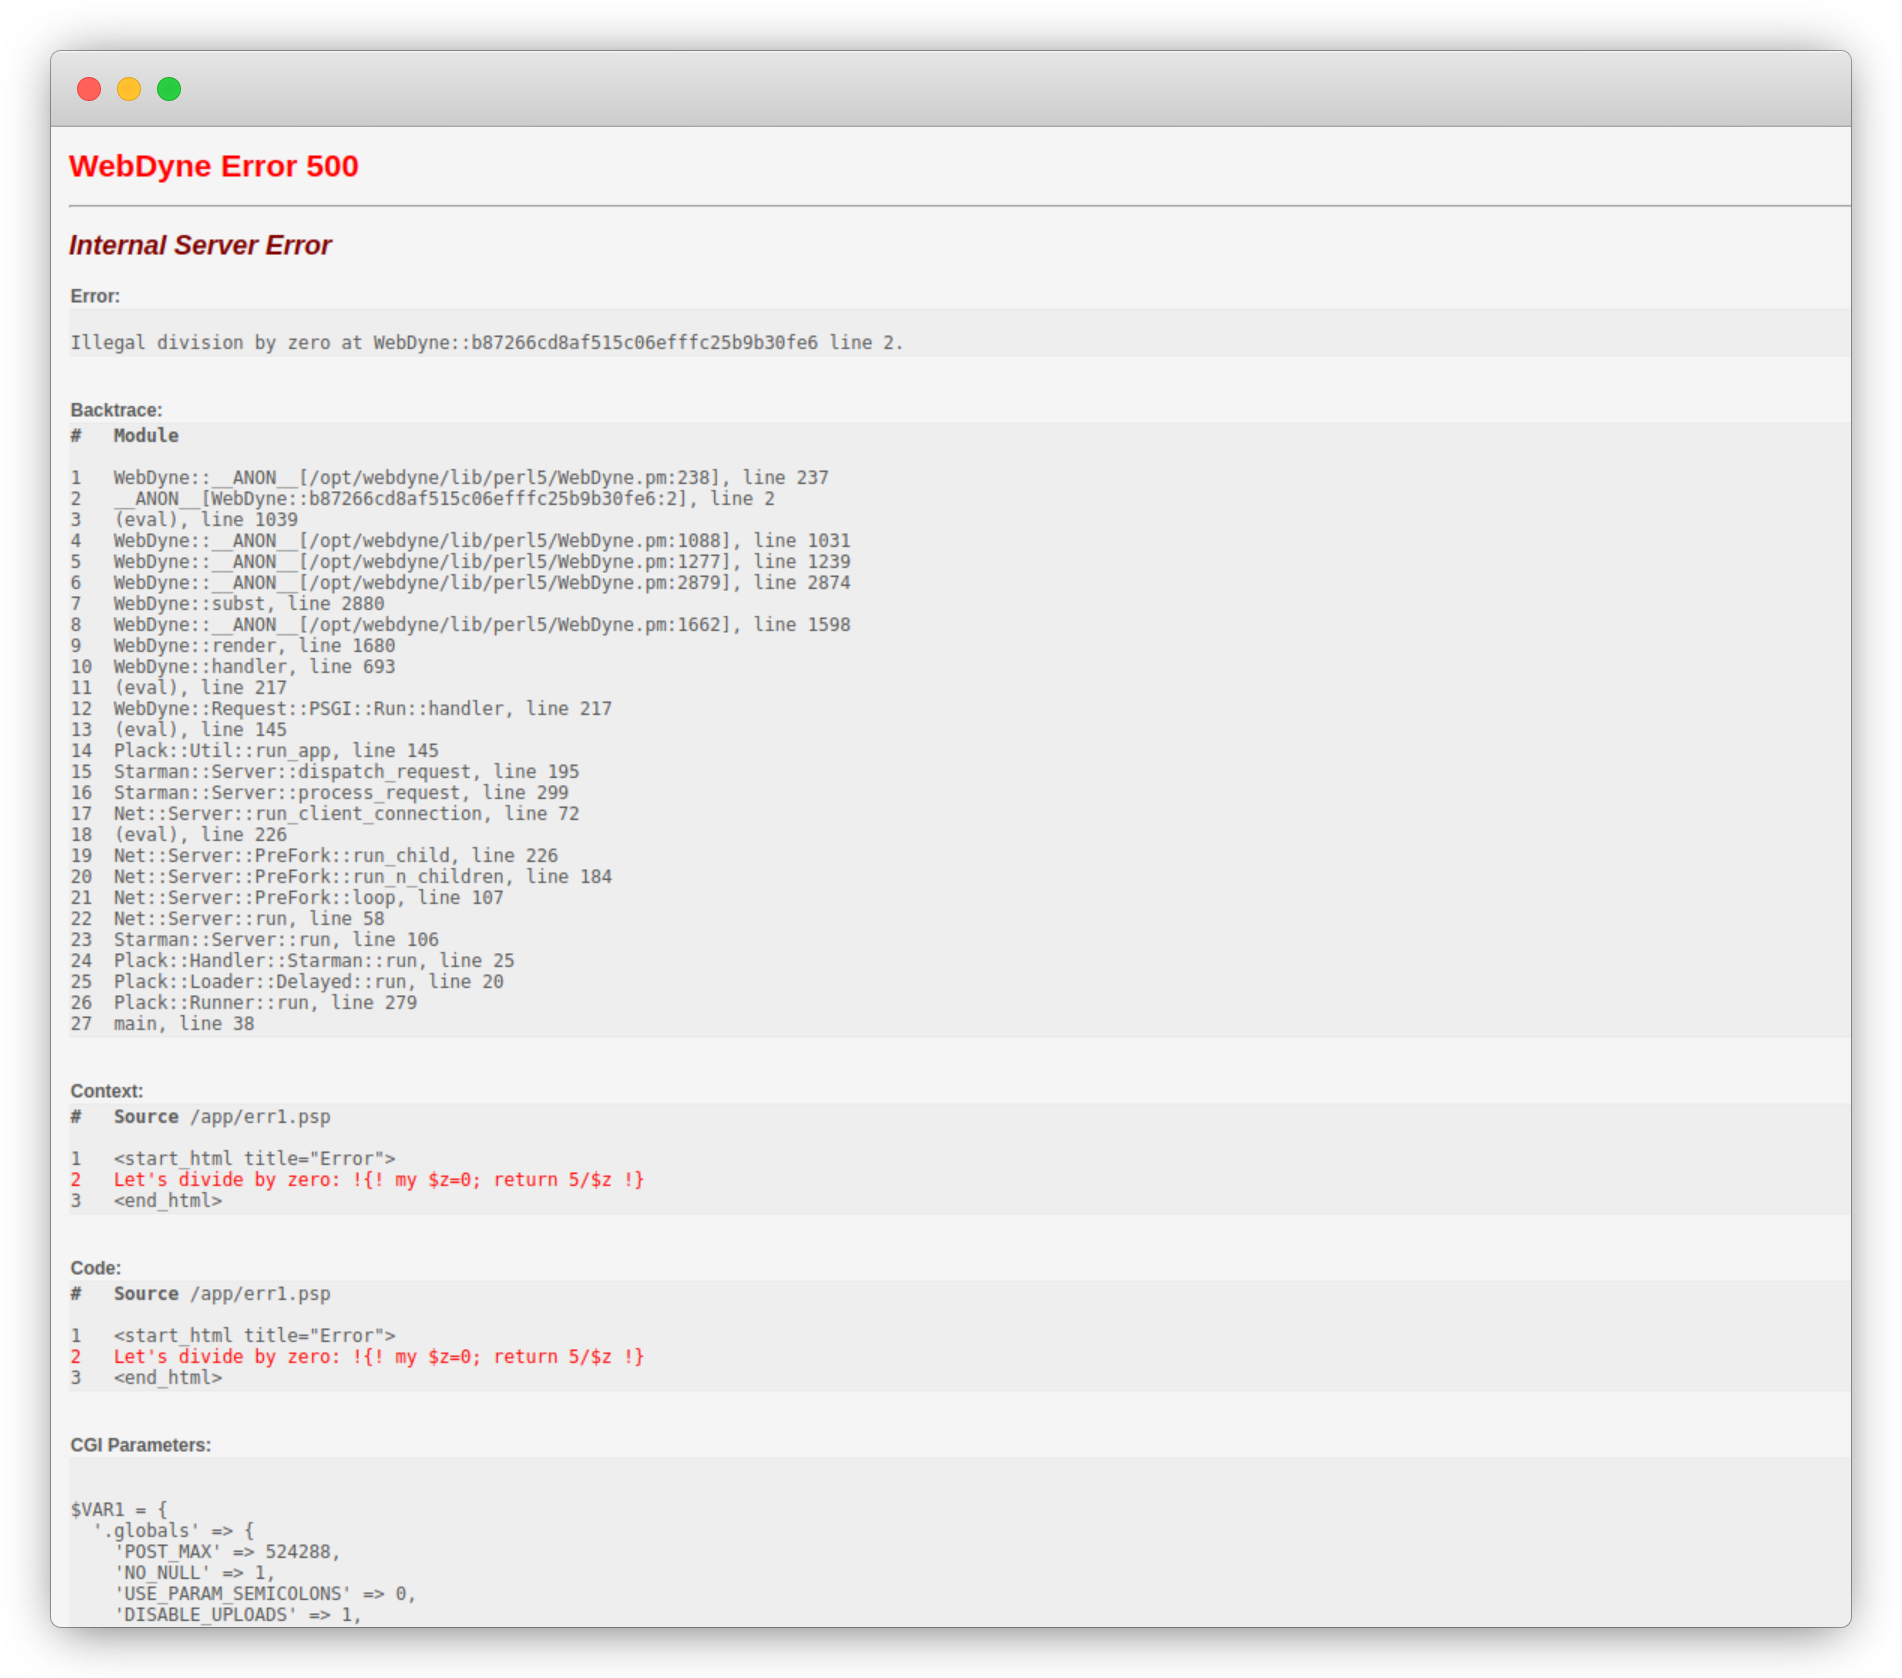 WebDyne Error 500
Internal Server Error
Error:
Illegal division by zero at WebDyne::b87266cd8af515c06efffc25b9b30fe6 line 2.
Backtrace:
#   Module
1   WebDyne::__ANON__[/opt/webdyne/lib/perl5/WebDyne.pm:238], line 237
2   __ANON__[WebDyne::b87266cd8af515c06efffc25b9b30fe6:2], line 2
3   (eval), line 1039
4   WebDyne::__ANON__[/opt/webdyne/lib/perl5/WebDyne.pm:1088], line 1031
5   WebDyne::__ANON__[/opt/webdyne/lib/perl5/WebDyne.pm:1277], line 1239
6   WebDyne::__ANON__[/opt/webdyne/lib/perl5/WebDyne.pm:2879], line 2874
7   WebDyne::subst, line 2880
8   WebDyne::__ANON__[/opt/webdyne/lib/perl5/WebDyne.pm:1662], line 1598
9   WebDyne::render, line 1680
10  WebDyne::handler, line 693
11  (eval), line 217
12  WebDyne::Request::PSGI::Run::handler, line 217
13  (eval), line 145
14  Plack::Util::run_app, line 145
15  Starman::Server::dispatch_request, line 195
16  Starman::Server::process_request, line 299
17  Net::Server::run_client_connection, line 72
18  (eval), line 226
19  Net::Server::PreFork::run_child, line 226
20  Net::Server::PreFork::run_n_children, line 184
21  Net::Server::PreFork::loop, line 107
22  Net::Server::run, line 58
23  Starman::Server::run, line 106
24  Plack::Handler::Starman::run, line 25
25  Plack::Loader::Delayed::run, line 20
26  Plack::Runner::run, line 279
27  main, line 38
Context:
#   Source /app/err1.psp
1   <start_html title="Error">
2   Let's divide by zero: !{! my $z=0; return 5/$z !}
3   <end_html>
Code:
#   Source /app/err1.psp
1   <start_html title="Error">
2   Let's divide by zero: !{! my $z=0; return 5/$z !}
3   <end_html>
CGI Parameters:
$VAR1 = {
  '.globals' => {
    'POST_MAX' => 524288,
    'NO_NULL' => 1,
    'USE_PARAM_SEMICOLONS' => 0,
    'DISABLE_UPLOADS' => 1,